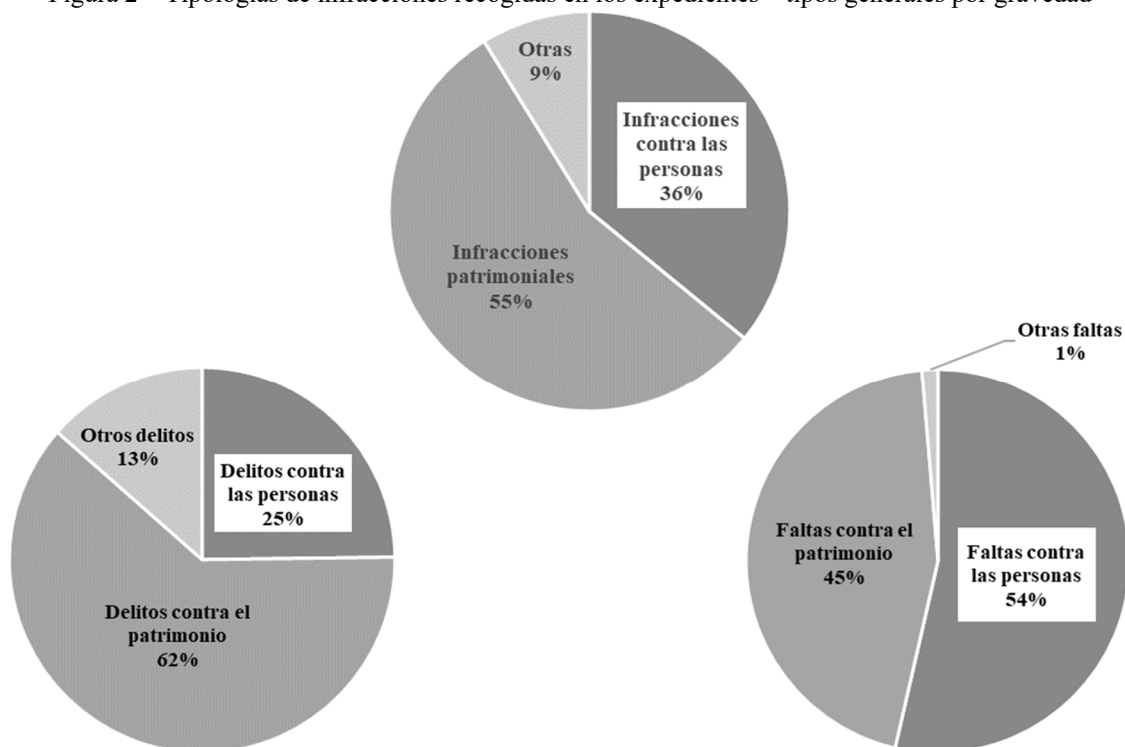 Figura 2 – Tipologías de infracciones recogidas en los expedientes – tipos generales por gravedad
Otras
9%
Infracciones
contra las
personas
36%
Infracciones
patrimoniales
55%
Otros delitos
13%
Delitos contra
las personas
25%
Delitos contra el
patrimonio
62%
Otras faltas
1%
Faltas contra el
patrimonio
45%
Faltas contra
las personas
54%